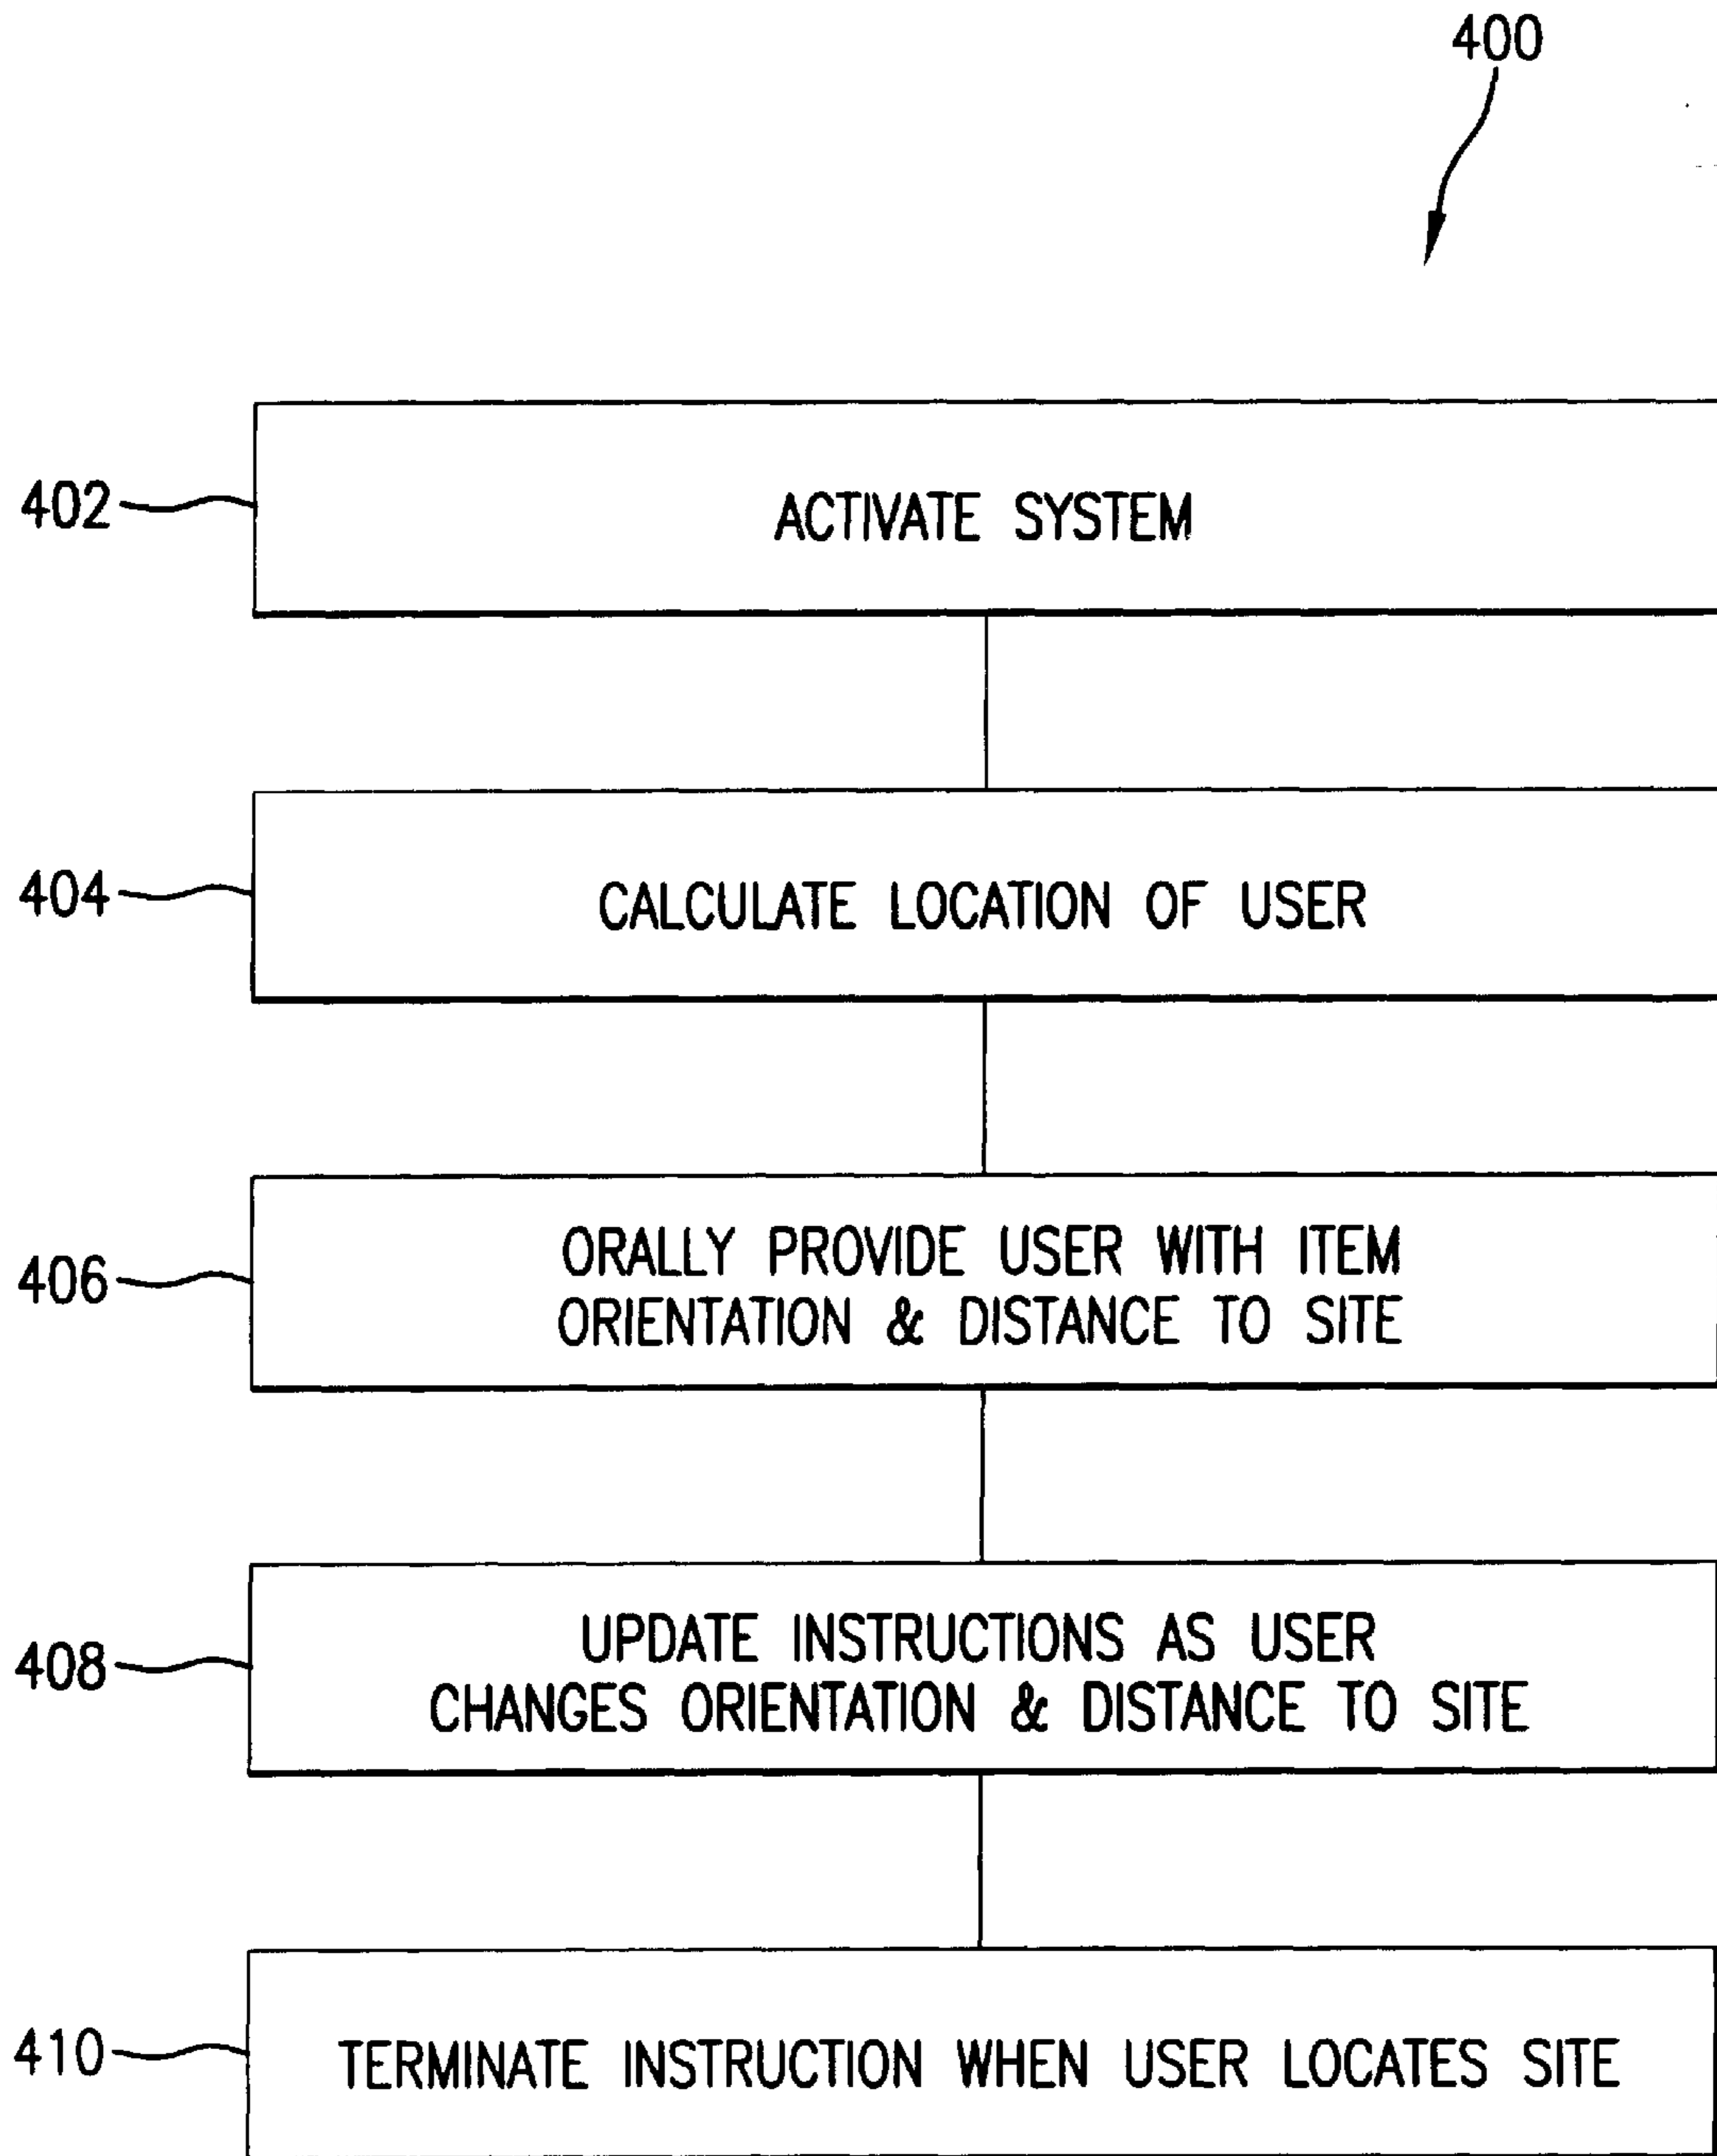 400
402
ACTIVATE SYSTEM
404
CALCULATE LOCATION OF USER
406
ORALLY PROVIDE USER WITH ITEM
ORIENTATION & DISTANCE TO SITE
408
UPDATE INSTRUCTIONS AS USER
CHANGES ORIENTATION & DISTANCE TO SITE
410
TERMINATE INSTRUCTION WHEN USER LOCATES SITE